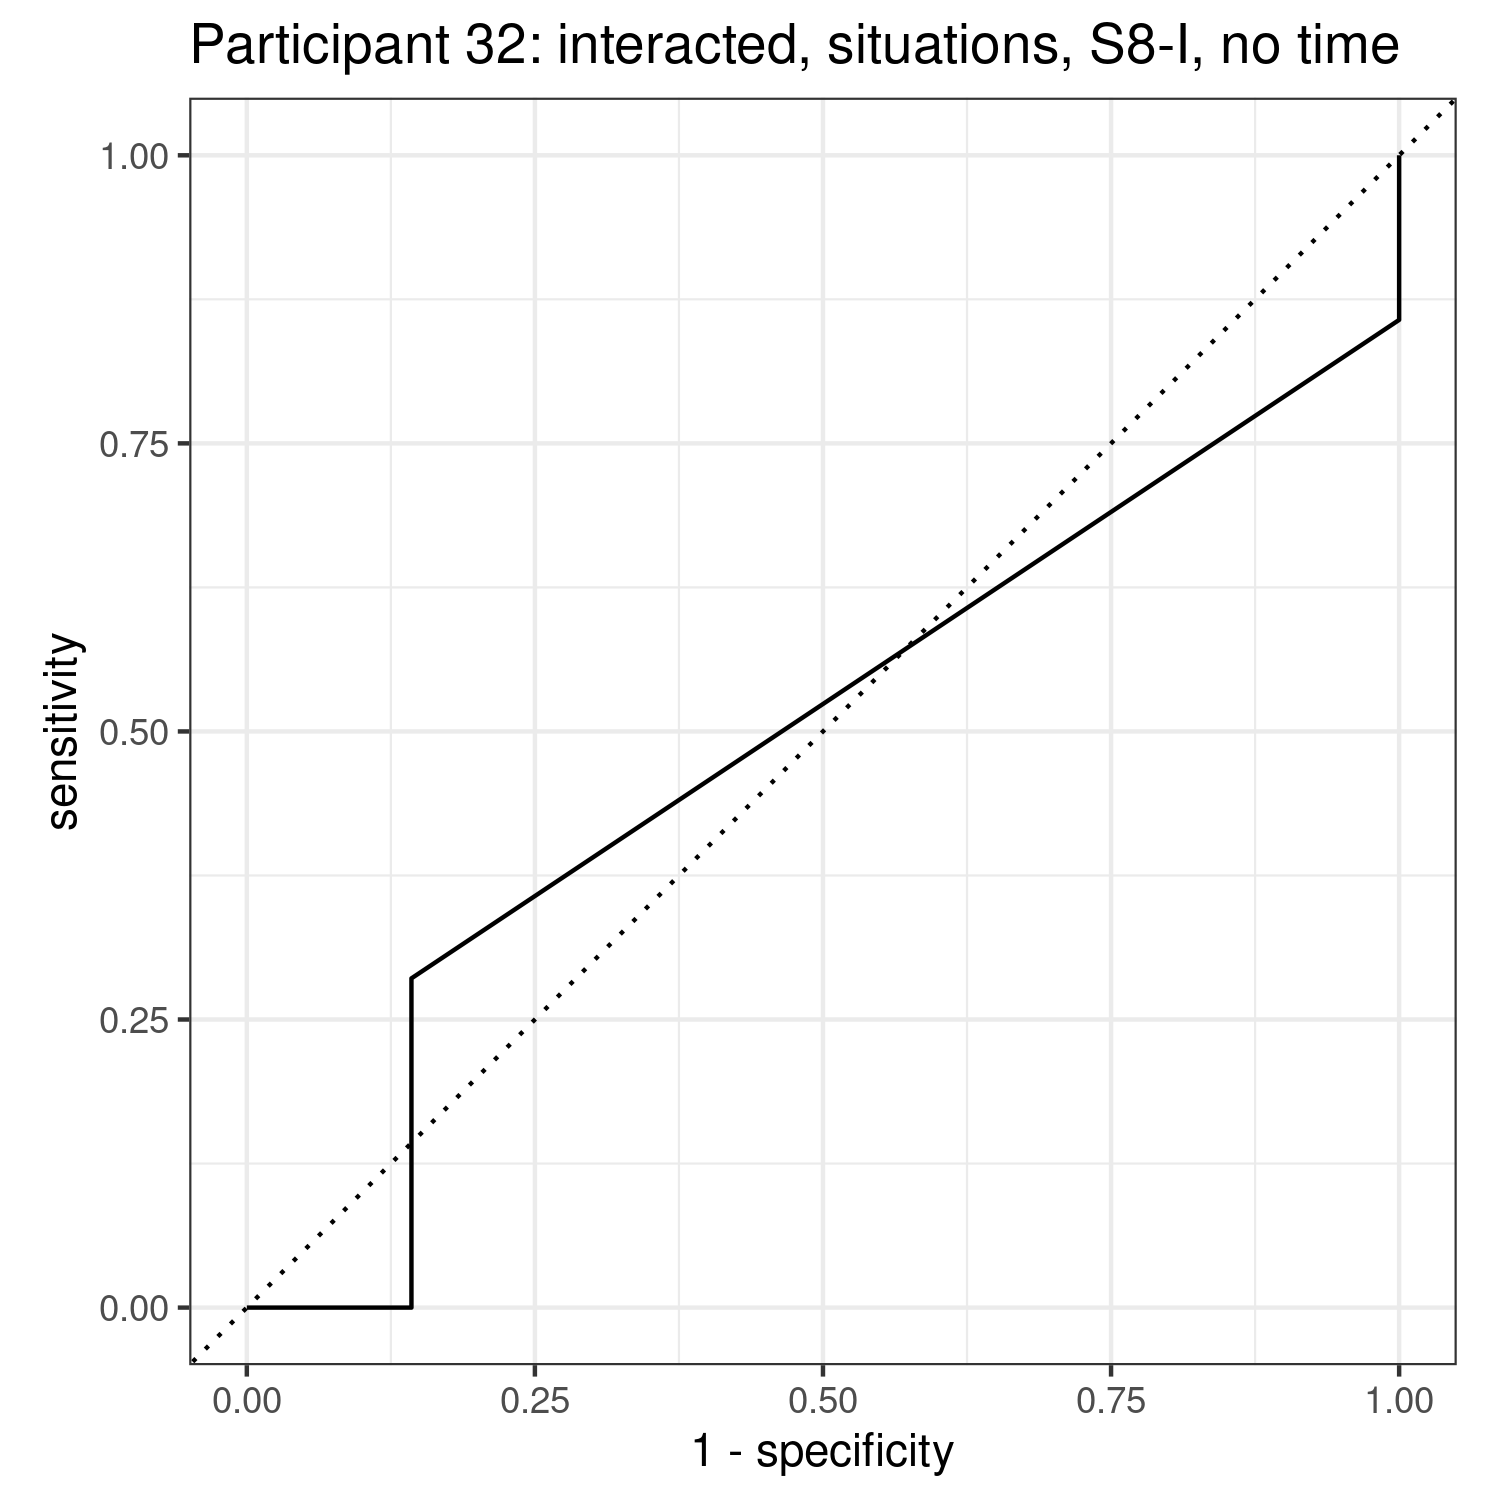 Participant 32: interacted, situations, S8-I, no time
1.00
0.75
0.50
0.25
0.00
sensitivity
0.00 0.25 0.50 0.75 1.00
1 - specificity